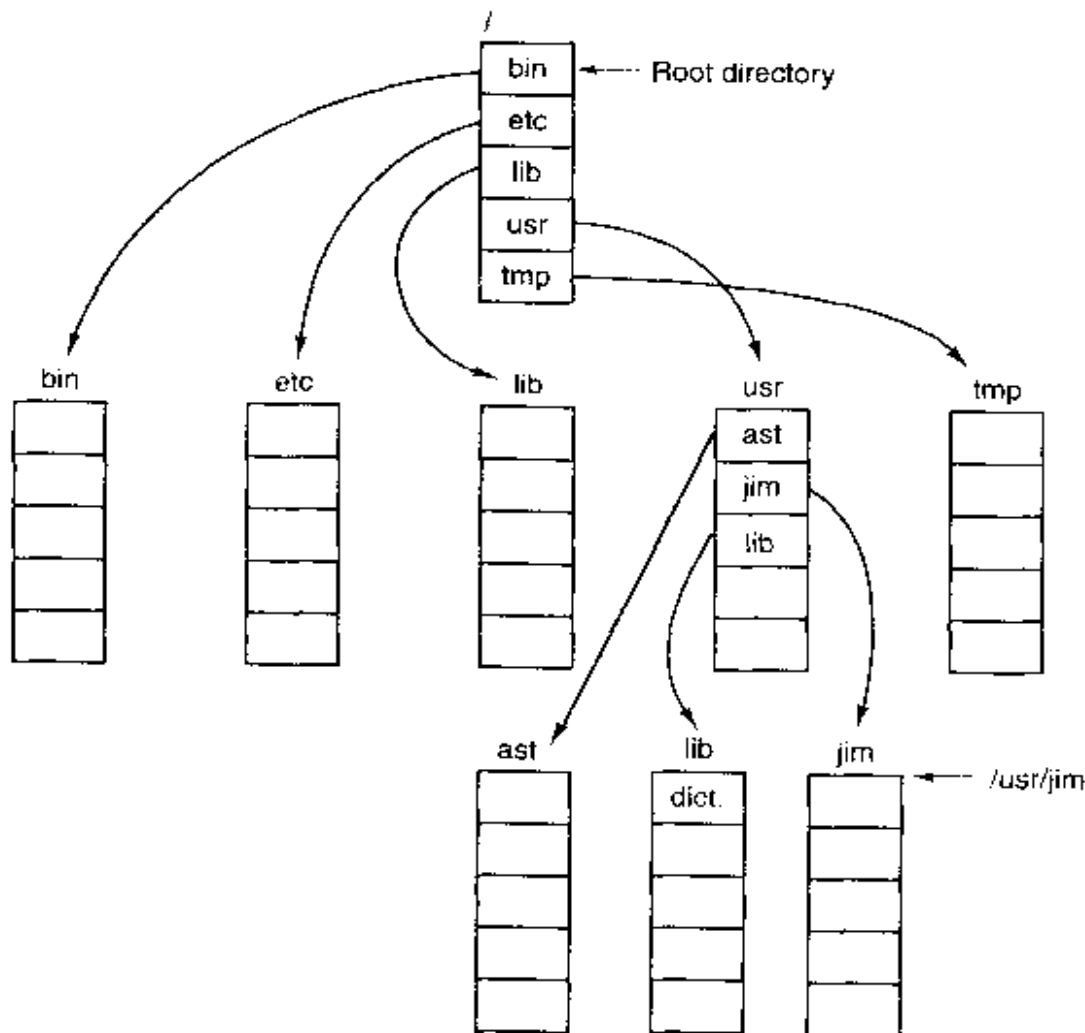 /
bin
Root directory
etc
lib
usr
tmp
bin
etc
lib
usr
tmp
ast
jim
lib
ast
lib
jim
/usr/jim
dict.